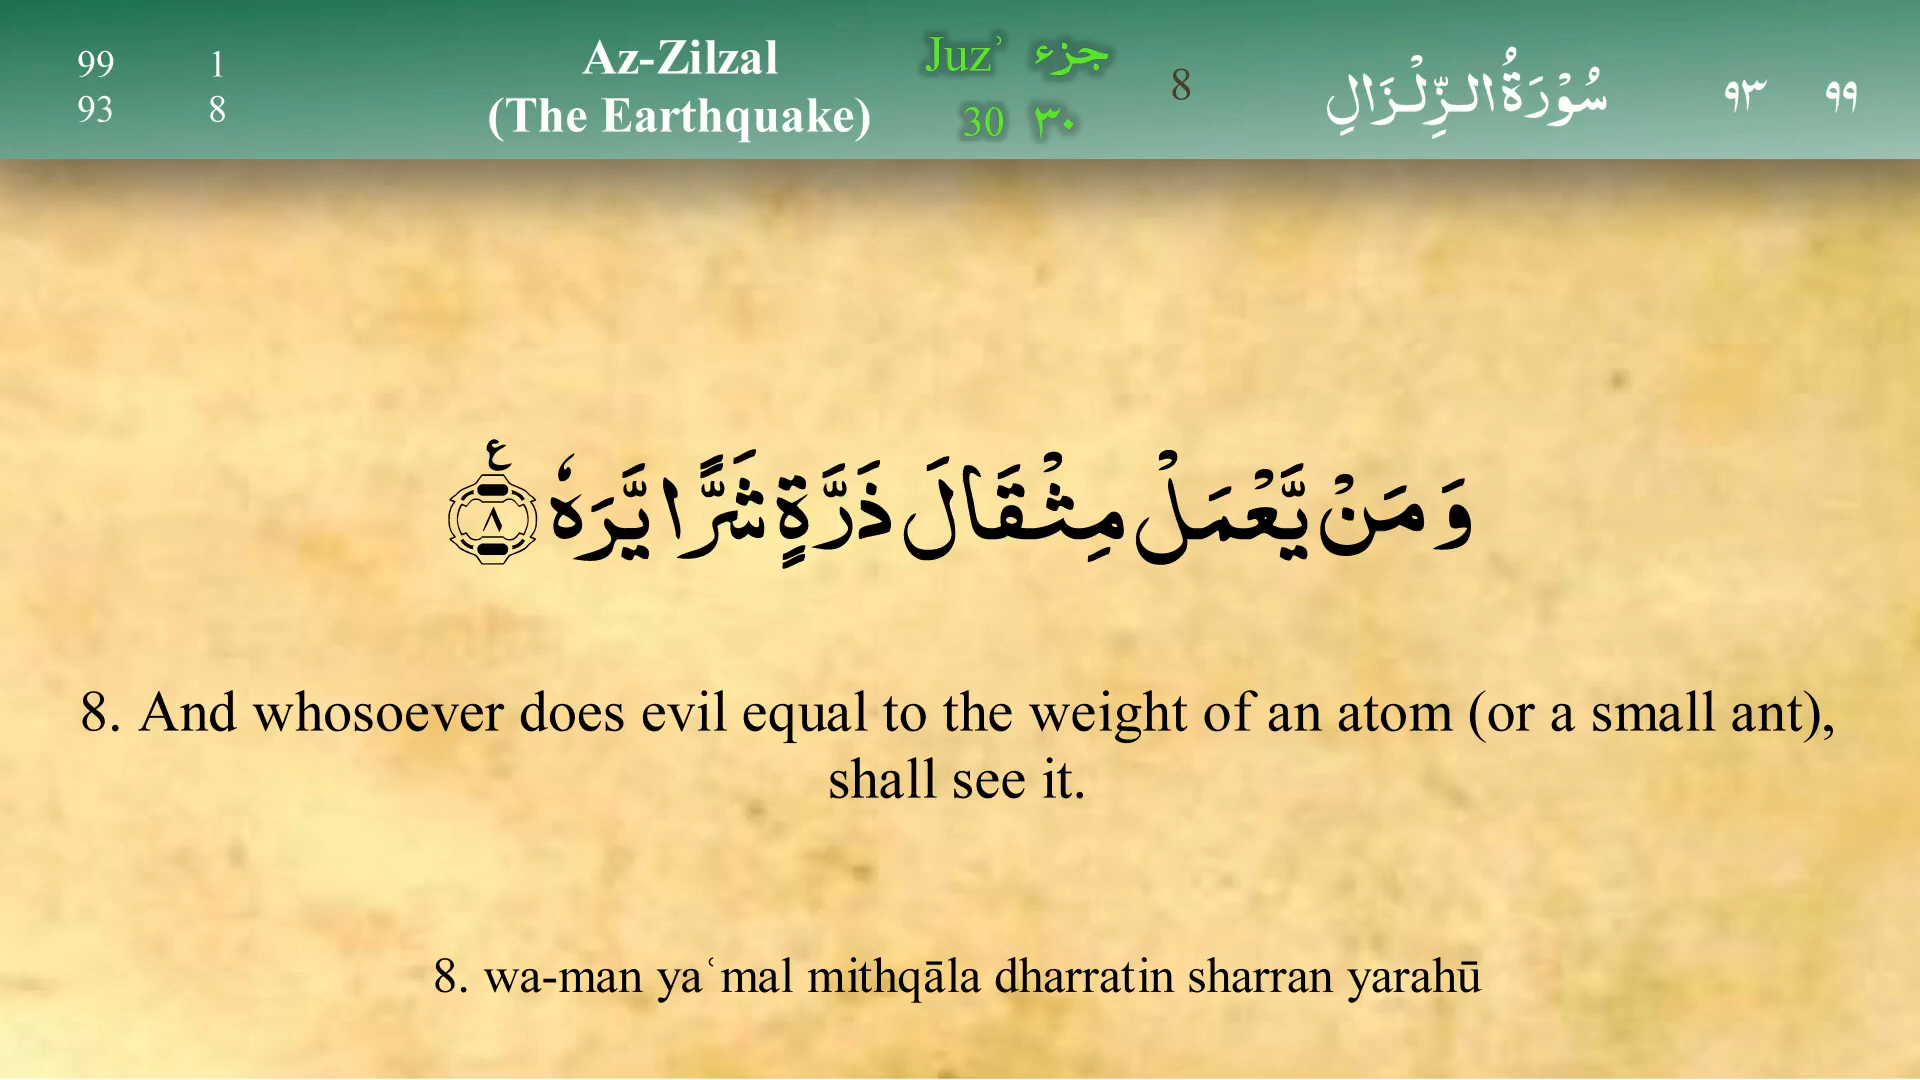 99 1
93 8
Az-Zilzal
(The Earthquake)
Juzʾ جزء
30 ٣٠
8
سُوْرَةُ الزِّلْزَالِ
٩٣ ٩٩
وَمَنْ يَّعْمَلْ مِثْقَالَ ذَرَّةٍ شَرًّا يَّرَهٗ ۝٨ ع
8. And whosoever does evil equal to the weight of an atom (or a small ant),
shall see it.
8. wa-man yaʿmal mithqāla dharratin sharran yarahū